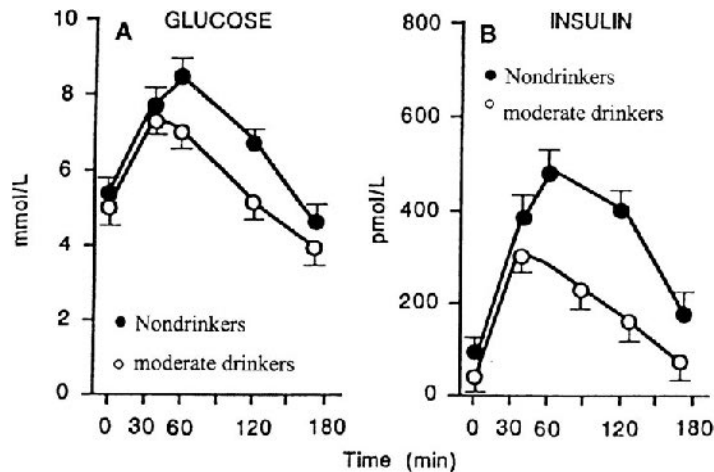 A GLUCOSE
10
8
6
4
2
0
mmol/L
Nondrinkers
moderate drinkers
0 30 60 120 180
B INSULIN
800
600
400
200
0
pmol/L
Nondrinkers
moderate drinkers
0 30 60 120 180
Time (min)